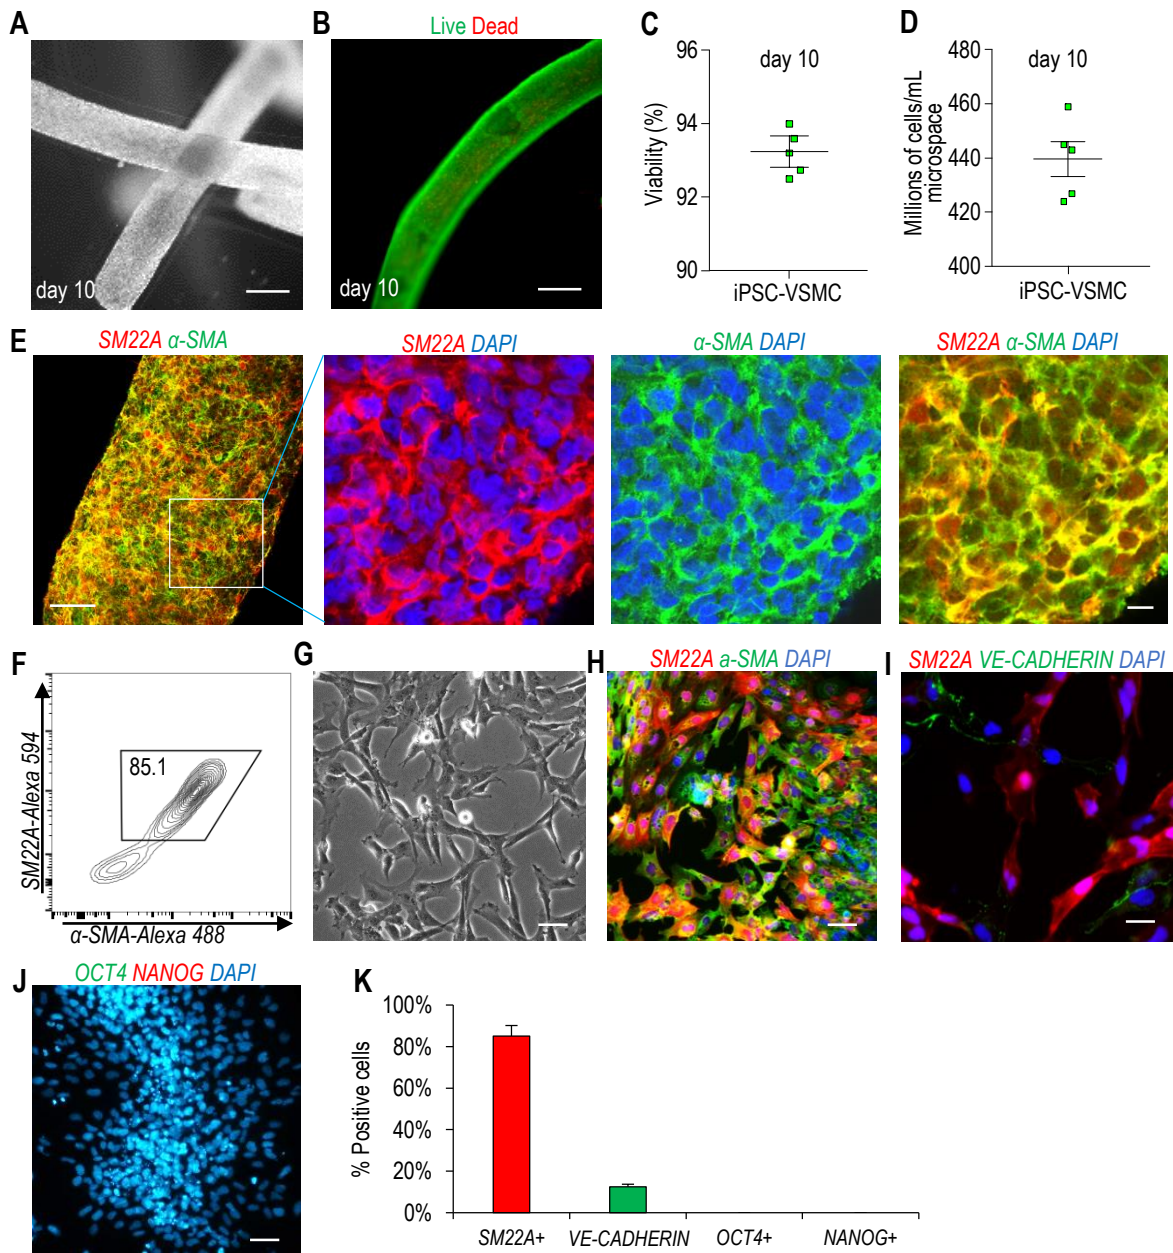 A
day 10
B
Live Dead
day 10
C
96
94
92
90
Viability (%)
day 10
iPSC-VSMC
D
480
460
440
420
400
Millions of cells/mL
microspace
day 10
iPSC-VSMC
E
SM22A α-SMA
SM22A DAPI
α-SMA DAPI
SM22A α-SMA DAPI
F
SM22A-Alexa 594
85.1
α-SMA-Alexa 488
G
H
SM22A a-SMA DAPI
I
SM22A VE-CADHERIN DAPI
J
OCT4 NANOG DAPI
K
100%
80%
60%
40%
20%
0%
% Positive cells
SM22A+
VE-CADHERIN
OCT4+
NANOG+